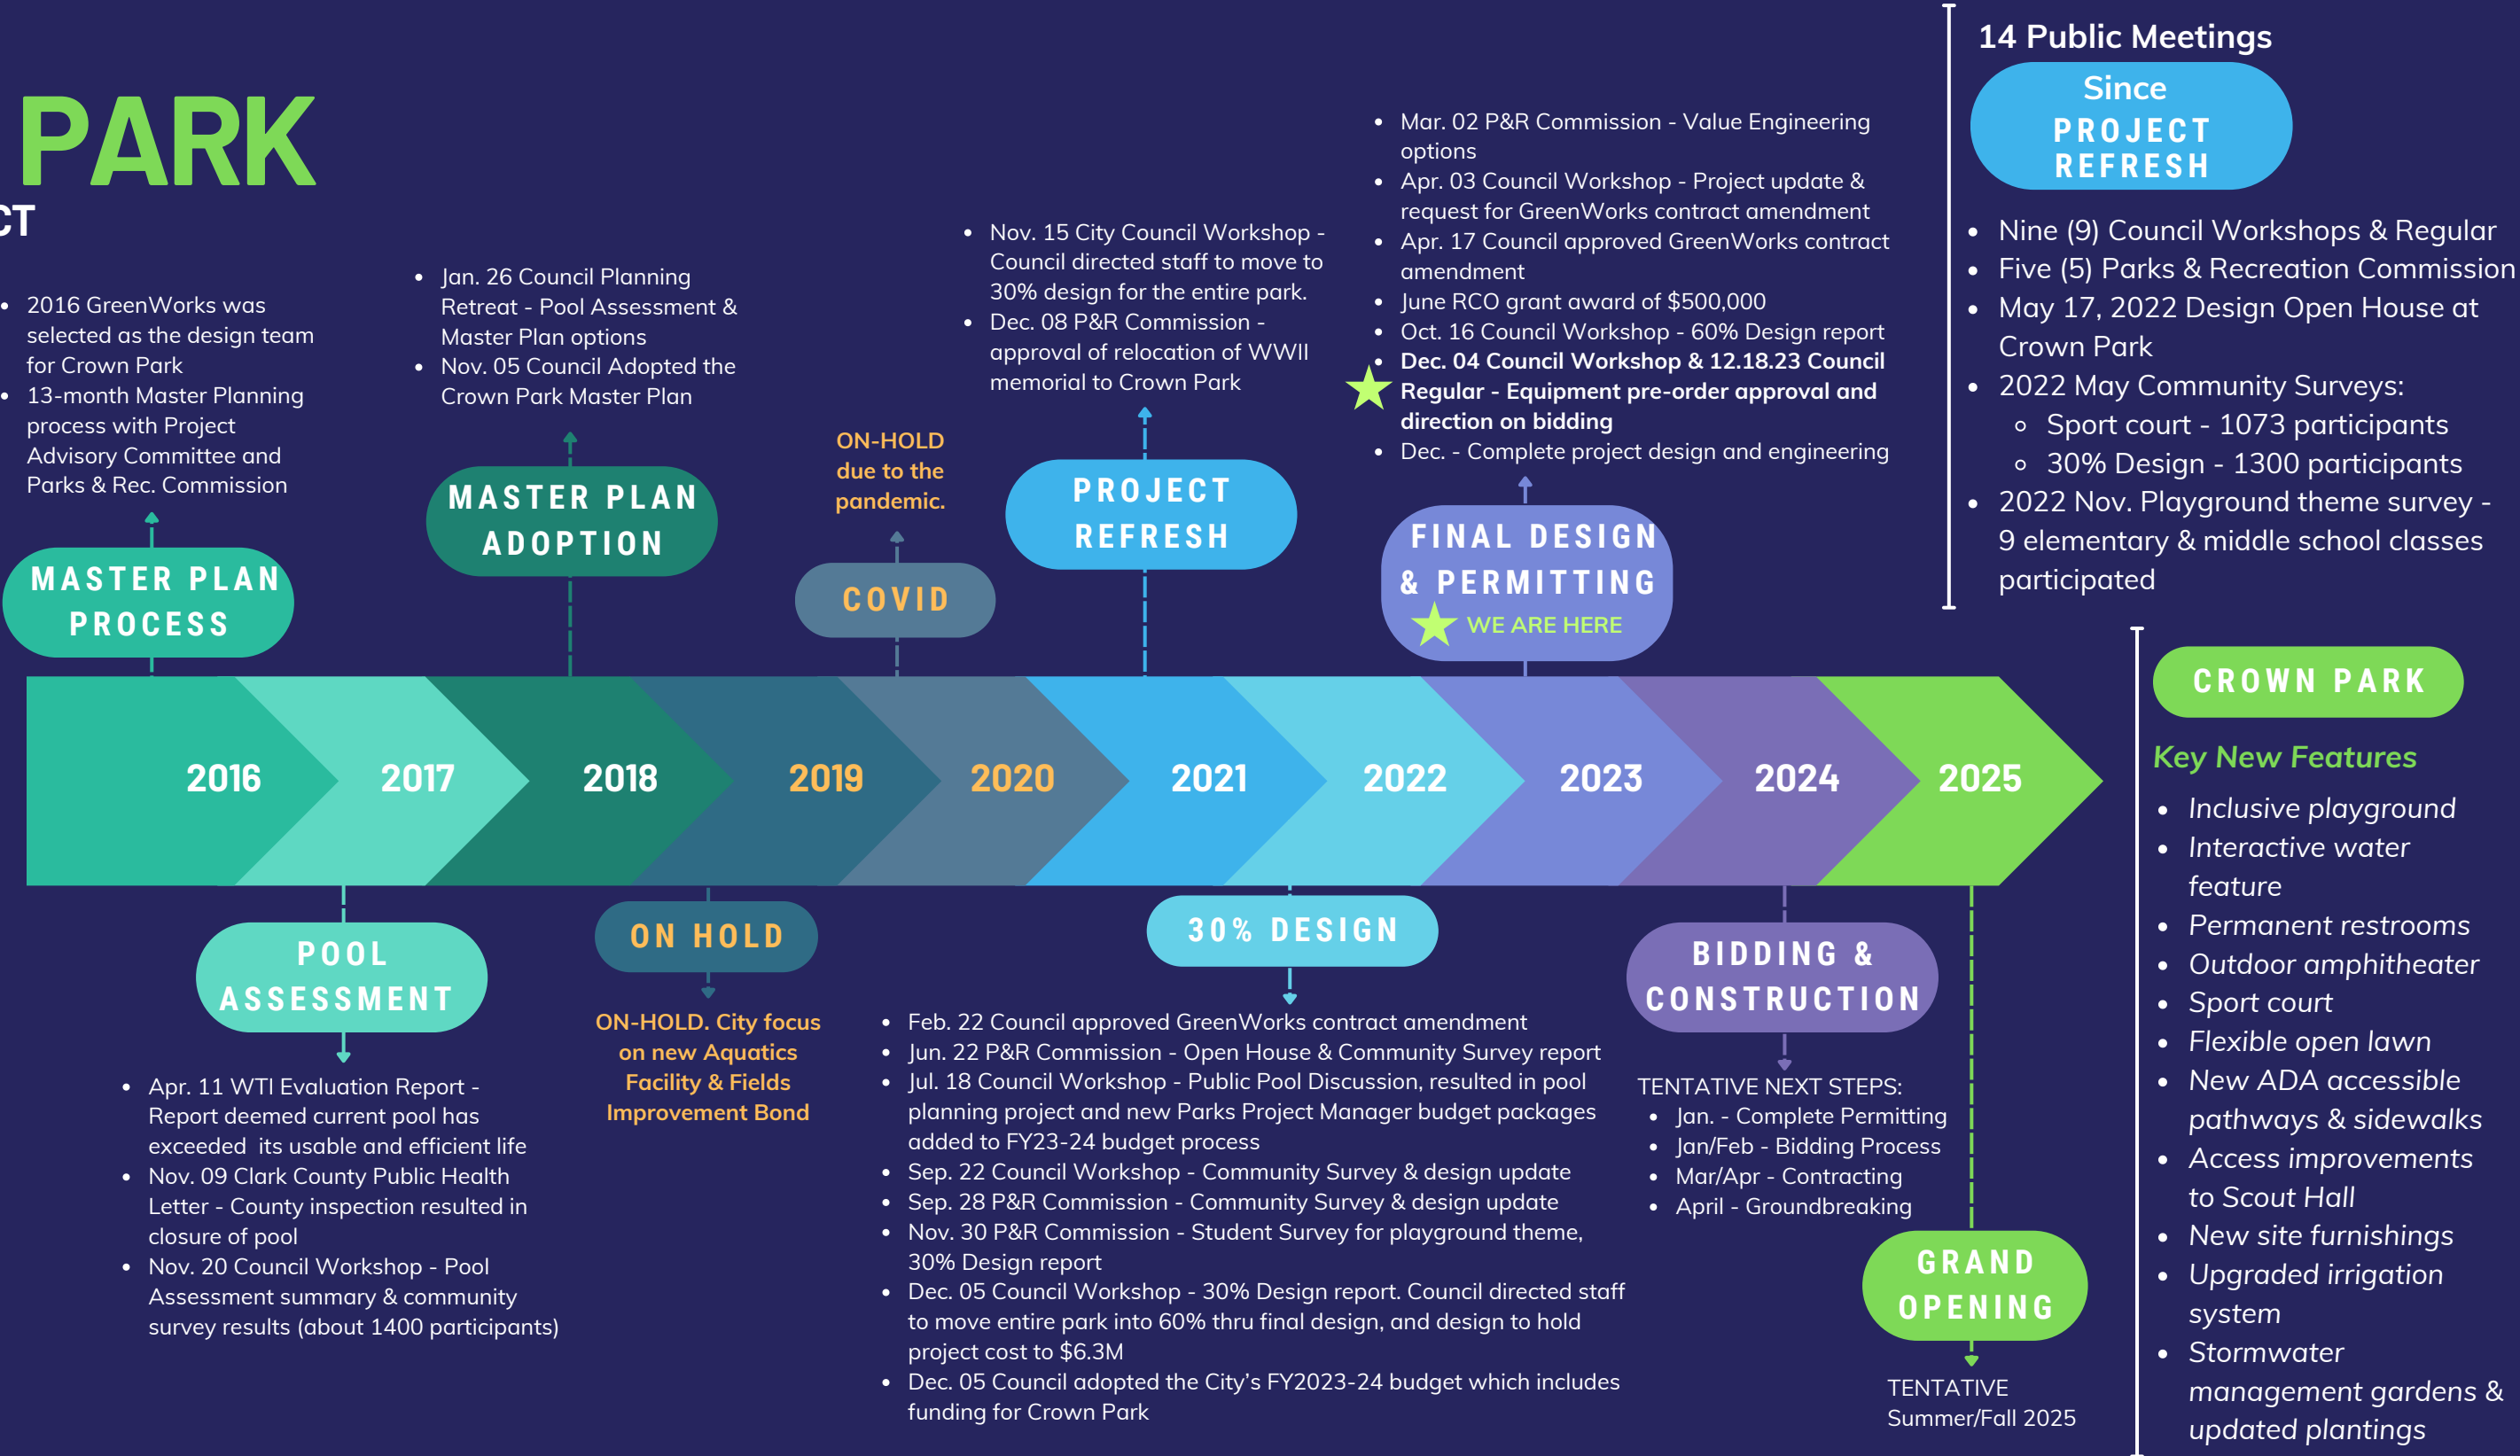 PARK
CT
• 2016 GreenWorks was
selected as the design team
for Crown Park
• 13-month Master Planning
process with Project
Advisory Committee and
Parks & Rec. Commission
MASTER PLAN
PROCESS
• Jan. 26 Council Planning
Retreat - Pool Assessment &
Master Plan options
• Nov. 05 Council Adopted the
Crown Park Master Plan
MASTER PLAN
ADOPTION
ON-HOLD
due to the
pandemic.
COVID
• Nov. 15 City Council Workshop -
Council directed staff to move to
30% design for the entire park.
• Dec. 08 P&R Commission -
approval of relocation of WWII
memorial to Crown Park
PROJECT
REFRESH
• Mar. 02 P&R Commission - Value Engineering
options
• Apr. 03 Council Workshop - Project update &
request for GreenWorks contract amendment
• Apr. 17 Council approved GreenWorks contract
amendment
• June RCO grant award of $500,000
• Oct. 16 Council Workshop - 60% Design report
• Dec. 04 Council Workshop & 12.18.23 Council
Regular - Equipment pre-order approval and
direction on bidding
• Dec. - Complete project design and engineering
FINAL DESIGN
& PERMITTING
WE ARE HERE
14 Public Meetings
Since
PROJECT
REFRESH
• Nine (9) Council Workshops & Regular
• Five (5) Parks & Recreation Commission
• May 17, 2022 Design Open House at
Crown Park
• 2022 May Community Surveys:
◦ Sport court - 1073 participants
◦ 30% Design - 1300 participants
• 2022 Nov. Playground theme survey -
9 elementary & middle school classes
participated
2016
2017
2018
2019
2020
2021
2022
2023
2024
2025
POOL
ASSESSMENT
• Apr. 11 WTI Evaluation Report -
Report deemed current pool has
exceeded its usable and efficient life
• Nov. 09 Clark County Public Health
Letter - County inspection resulted in
closure of pool
• Nov. 20 Council Workshop - Pool
Assessment summary & community
survey results (about 1400 participants)
ON HOLD
ON-HOLD. City focus
on new Aquatics
Facility & Fields
Improvement Bond
30% DESIGN
• Feb. 22 Council approved GreenWorks contract amendment
• Jun. 22 P&R Commission - Open House & Community Survey report
• Jul. 18 Council Workshop - Public Pool Discussion, resulted in pool
planning project and new Parks Project Manager budget packages
added to FY23-24 budget process
• Sep. 22 Council Workshop - Community Survey & design update
• Sep. 28 P&R Commission - Community Survey & design update
• Nov. 30 P&R Commission - Student Survey for playground theme,
30% Design report
• Dec. 05 Council Workshop - 30% Design report. Council directed staff
to move entire park into 60% thru final design, and design to hold
project cost to $6.3M
• Dec. 05 Council adopted the City's FY2023-24 budget which includes
funding for Crown Park
BIDDING &
CONSTRUCTION
TENTATIVE NEXT STEPS:
• Jan. - Complete Permitting
• Jan/Feb - Bidding Process
• Mar/Apr - Contracting
• April - Groundbreaking
GRAND
OPENING
TENTATIVE
Summer/Fall 2025
CROWN PARK
Key New Features
• Inclusive playground
• Interactive water
feature
• Permanent restrooms
• Outdoor amphitheater
• Sport court
• Flexible open lawn
• New ADA accessible
pathways & sidewalks
• Access improvements
to Scout Hall
• New site furnishings
• Upgraded irrigation
system
• Stormwater
management gardens &
updated plantings